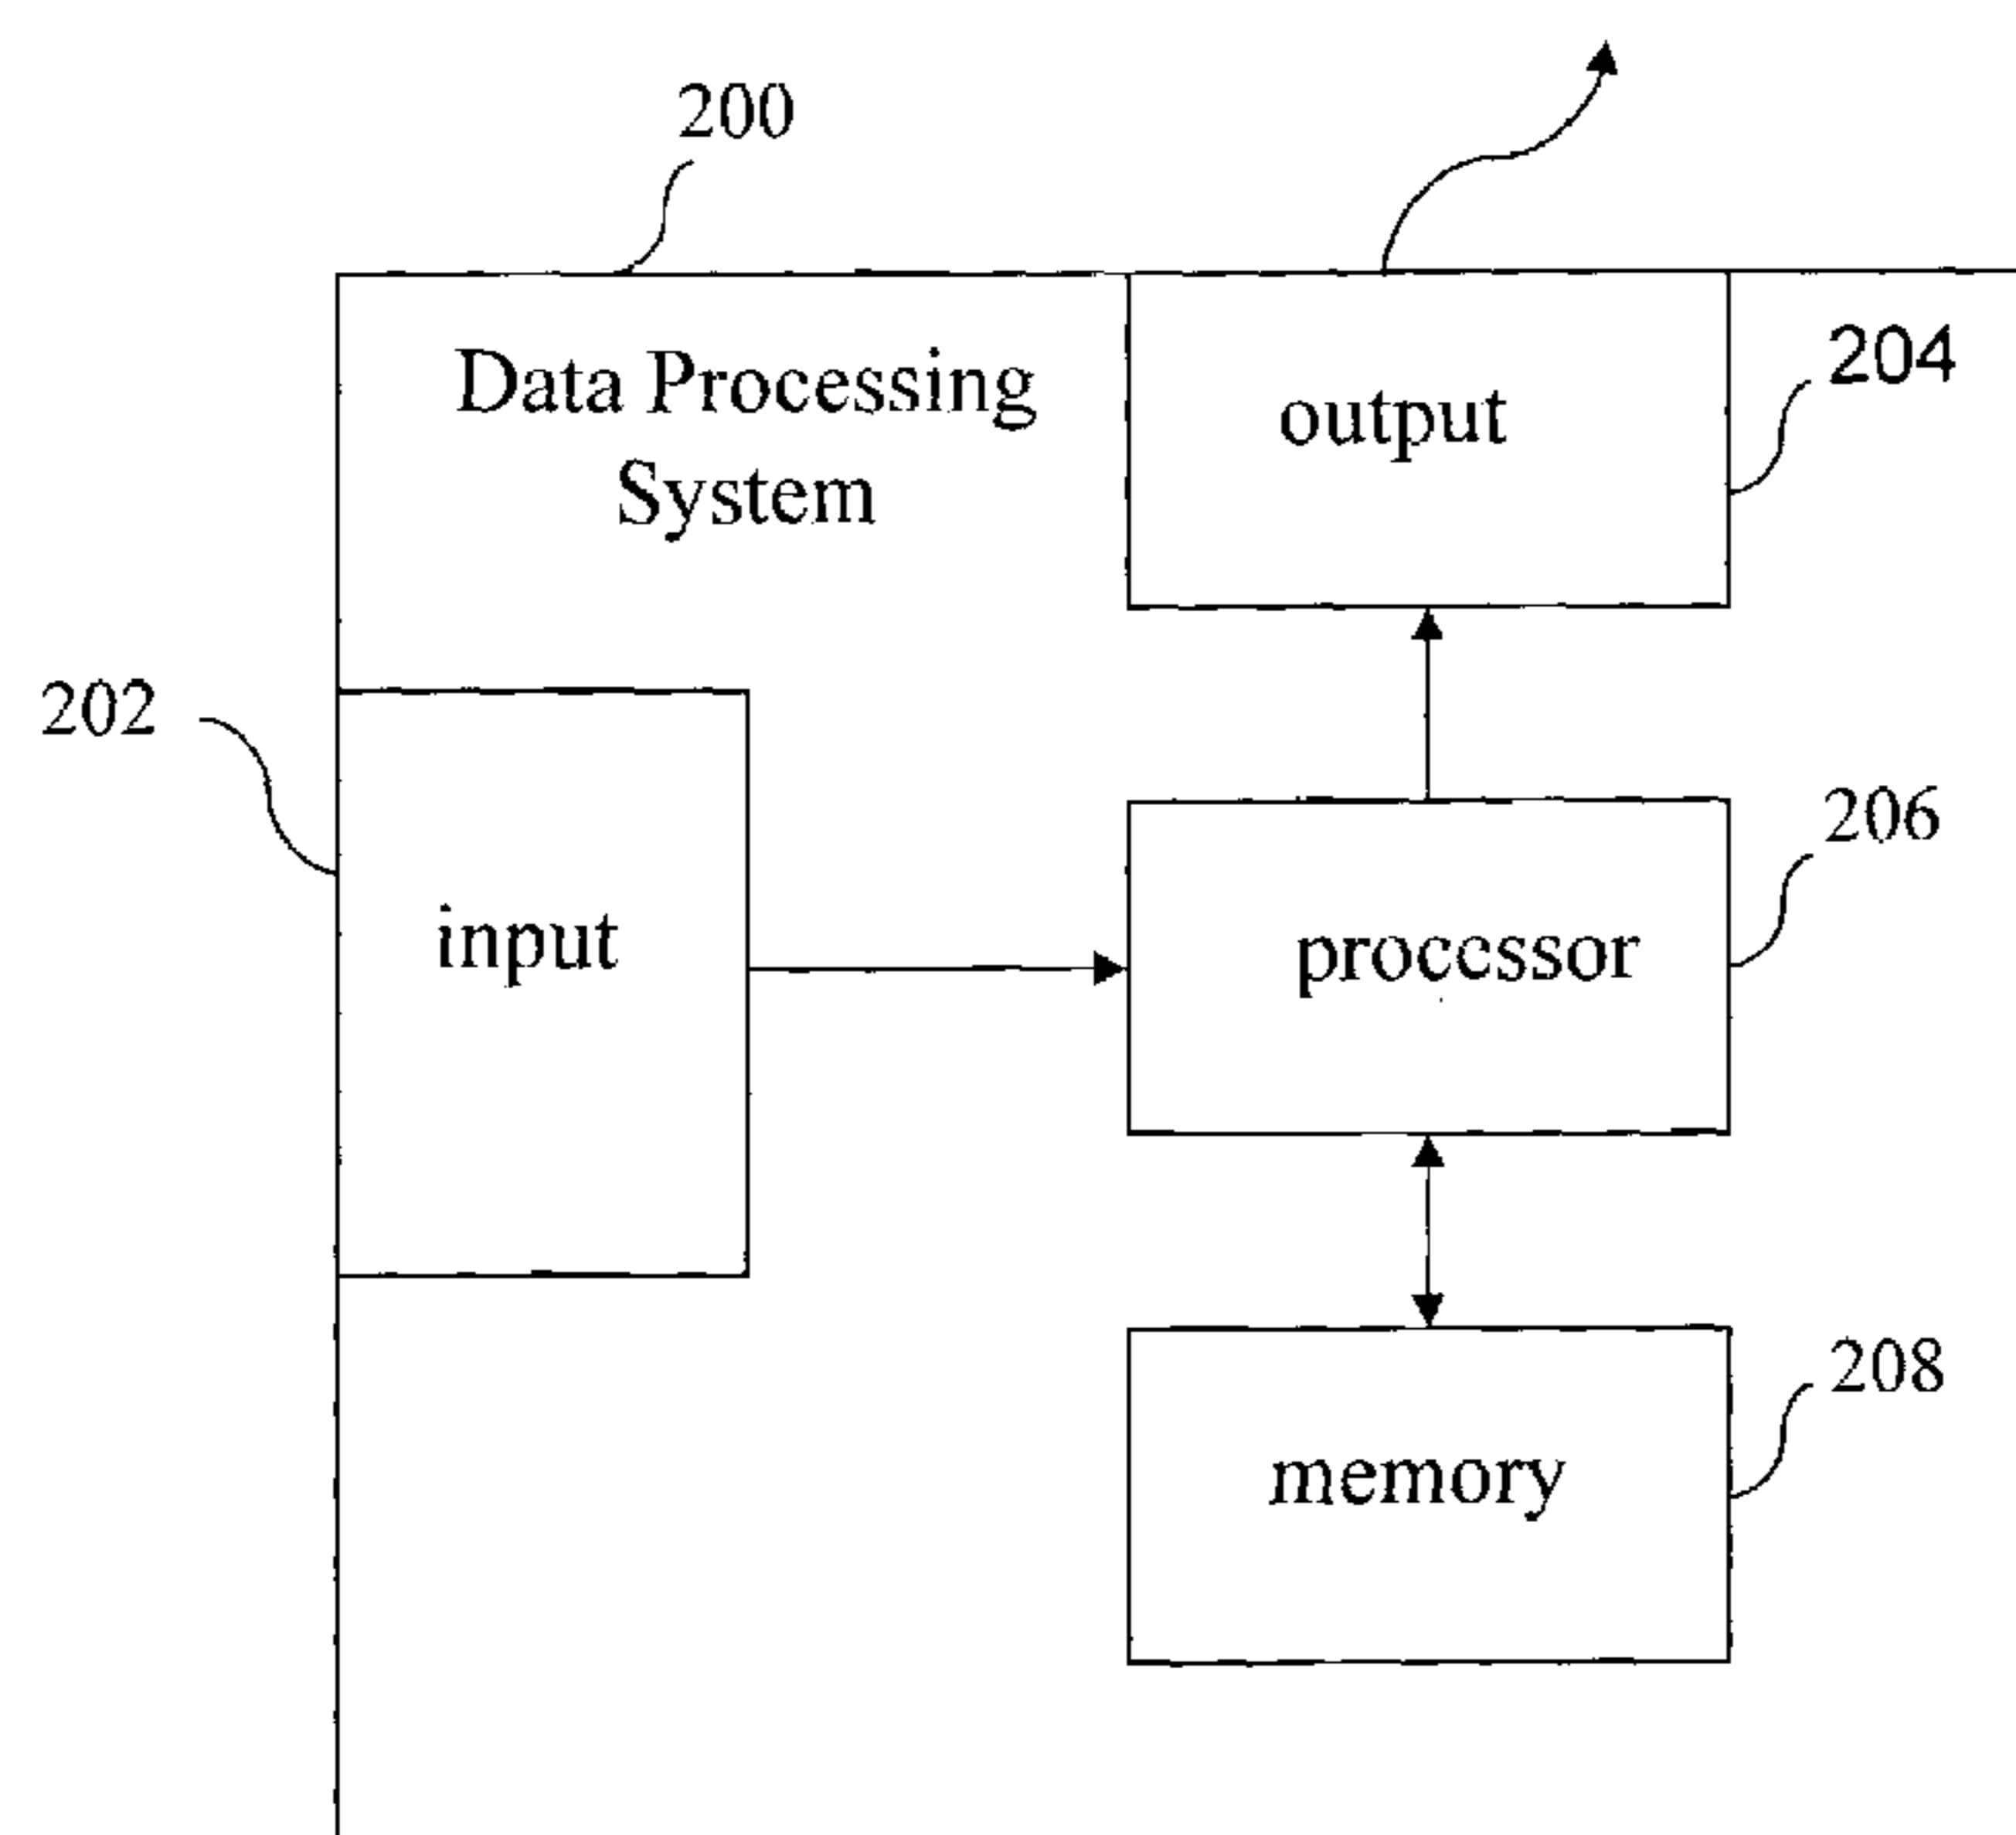 200
Data Processing
System
output
204
202
input
processor
206
memory
208